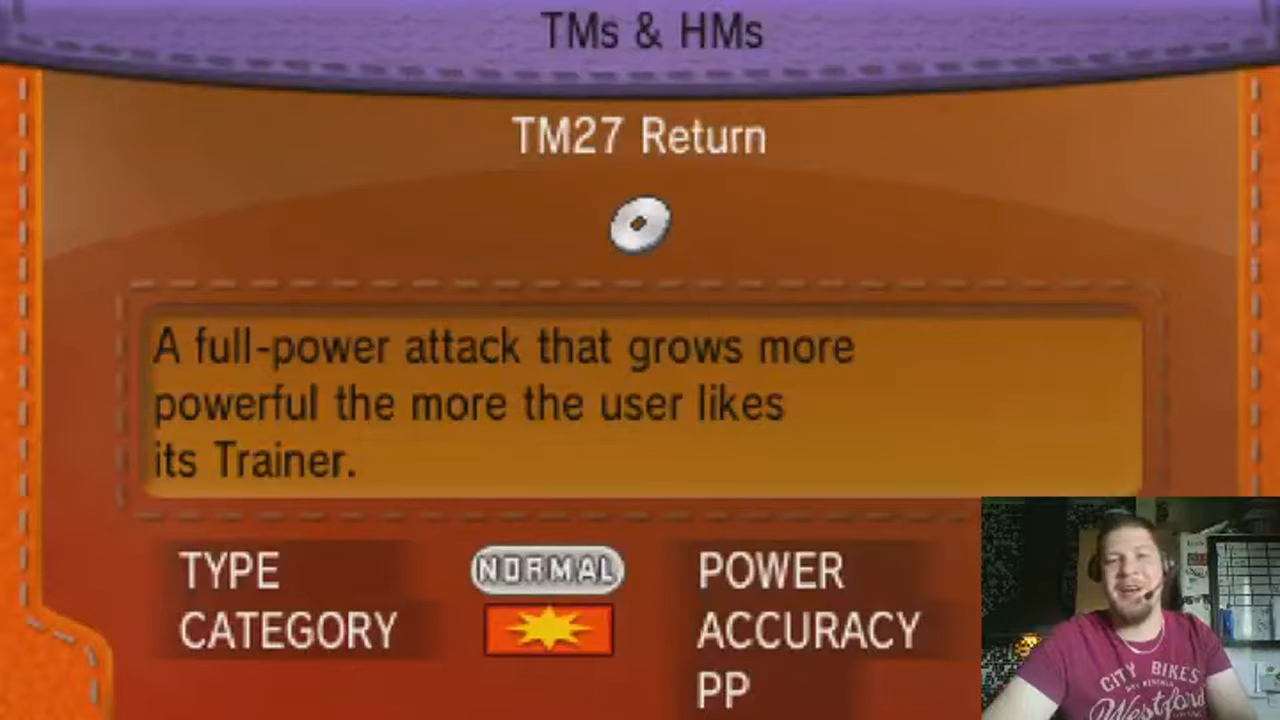 TMs & HMs
TM27 Return
A full-power attack that grows more
powerful the more the user likes
its Trainer.
TYPE
NORMAL
POWER
CATEGORY
ACCURACY
PP
CITY BIKES
Westford